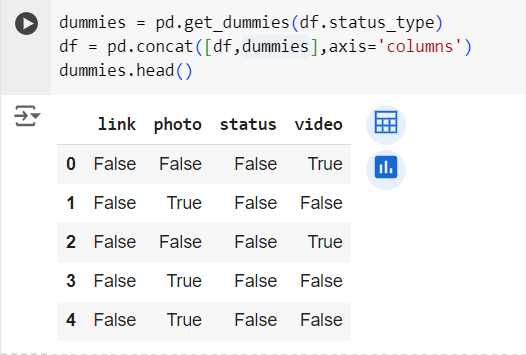 dummies = pd.get_dummies(df.status_type)
df = pd.concat([df,dummies],axis='columns')
dummies.head()
link photo status video
0 False False False True
1 False True False False
2 False False False True
3 False True False False
4 False True False False